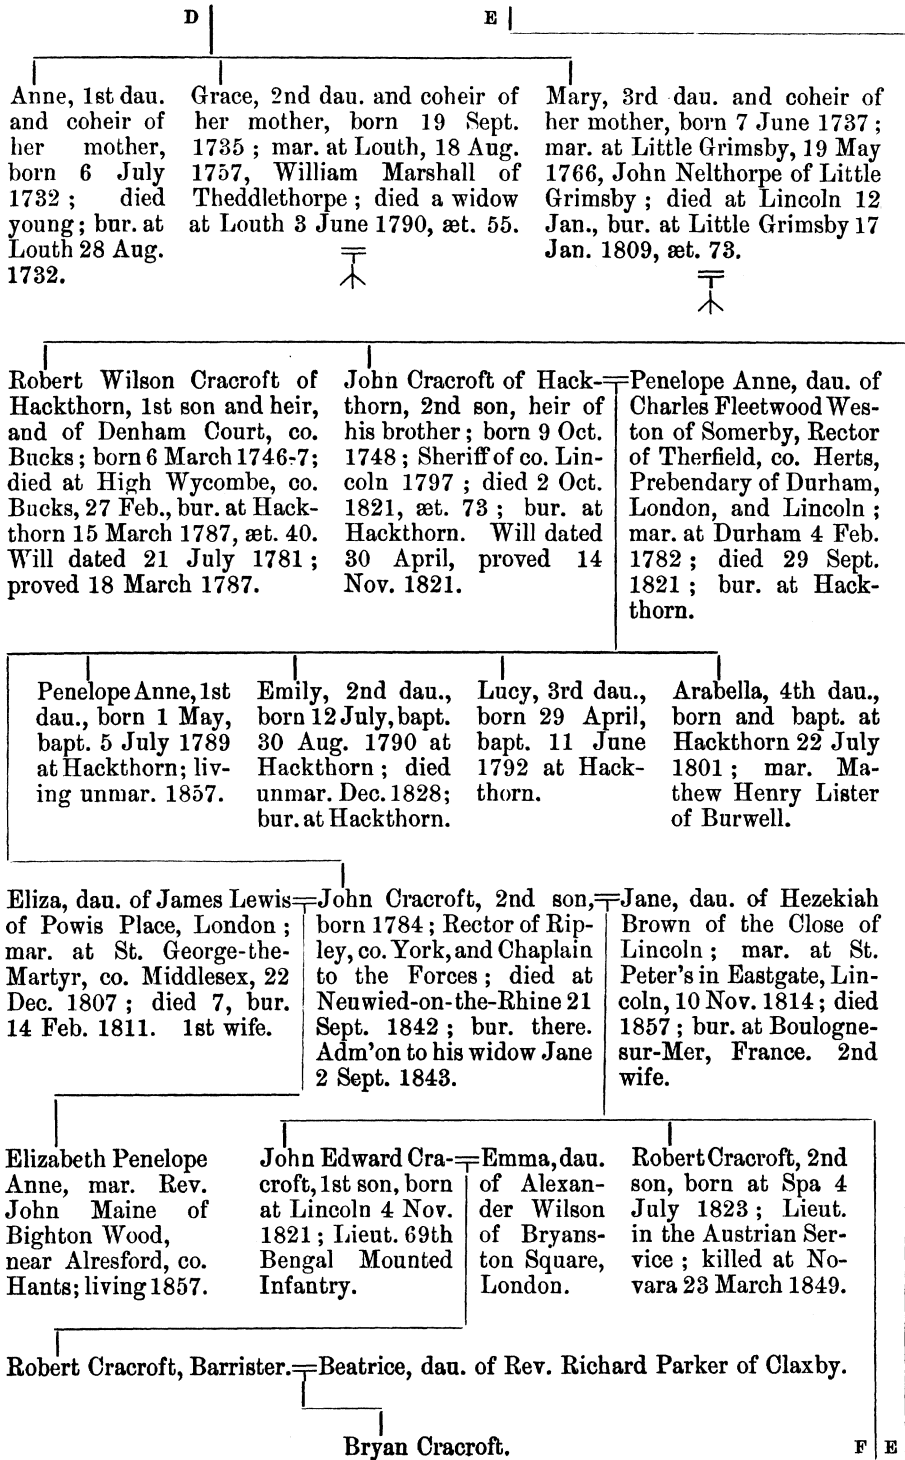 D
E
Anne, 1st dau.
and coheir of
her mother,
born 6 July
1732 ; died
young; bur. at
Louth 28 Aug.
1732.
Grace, 2nd dau. and coheir of
her mother, born 19 Sept.
1735 ; mar. at Louth, 18 Aug.
1757, William Marshall of
Theddlethorpe ; died a widow
at Louth 3 June 1790, æt. 55.
Mary, 3rd dau. and coheir of
her mother, born 7 June 1737 ;
mar. at Little Grimsby, 19 May
1766, John Nelthorpe of Little
Grimsby ; died at Lincoln 12
Jan., bur. at Little Grimsby 17
Jan. 1809, æt. 73.
Robert Wilson Cracroft of
Hackthorn, 1st son and heir,
and of Denham Court, co.
Bucks ; born 6 March 1746-7;
died at High Wycombe, co.
Bucks, 27 Feb., bur. at Hack-
thorn 15 March 1787, æt. 40.
Will dated 21 July 1781 ;
proved 18 March 1787.
John Cracroft of Hack-
thorn, 2nd son, heir of
his brother ; born 9 Oct.
1748 ; Sheriff of co. Lin-
coln 1797 ; died 2 Oct.
1821, æt. 73 ; bur. at
Hackthorn. Will dated
30 April, proved 14
Nov. 1821.
Penelope Anne, dau. of
Charles Fleetwood Wes-
ton of Somerby, Rector
of Therfield, co. Herts,
Prebendary of Durham,
London, and Lincoln ;
mar. at Durham 4 Feb.
1782 ; died 29 Sept.
1821 ; bur. at Hack-
thorn.
Penelope Anne, 1st
dau., born 1 May,
bapt. 5 July 1789
at Hackthorn; liv-
ing unmar. 1857.
Emily, 2nd dau.,
born 12 July, bapt.
30 Aug. 1790 at
Hackthorn ; died
unmar. Dec. 1828;
bur. at Hackthorn.
Lucy, 3rd dau.,
born 29 April,
bapt. 11 June
1792 at Hack-
thorn.
Arabella, 4th dau.,
born and bapt. at
Hackthorn 22 July
1801 ; mar. Ma-
thew Henry Lister
of Burwell.
Eliza, dau. of James Lewis
of Powis Place, London ;
mar. at St. George-the-
Martyr, co. Middlesex, 22
Dec. 1807 ; died 7, bur.
14 Feb. 1811. 1st wife.
John Cracroft, 2nd son,
born 1784 ; Rector of Rip-
ley, co. York, and Chaplain
to the Forces ; died at
Neuwied-on-the-Rhine 21
Sept. 1842 ; bur. there.
Adm'on to his widow Jane
2 Sept. 1843.
Jane, dau. of Hezekiah
Brown of the Close of
Lincoln ; mar. at St.
Peter's in Eastgate, Lin-
coln, 10 Nov. 1814 ; died
1857 ; bur. at Boulogne-
sur-Mer, France. 2nd
wife.
Elizabeth Penelope
Anne, mar. Rev.
John Maine of
Bighton Wood,
near Alresford, co.
Hants; living 1857.
John Edward Cra-
croft, 1st son, born
at Lincoln 4 Nov.
1821 ; Lieut. 69th
Bengal Mounted
Infantry.
Emma, dau.
of Alexan-
der Wilson
of Bryans-
ton Square,
London.
Robert Cracroft, 2nd
son, born at Spa 4
July 1823 ; Lieut.
in the Austrian Ser-
vice ; killed at No-
vara 23 March 1849.
Robert Cracroft, Barrister.
Beatrice, dau. of Rev. Richard Parker of Claxby.
Bryan Cracroft.
F
E